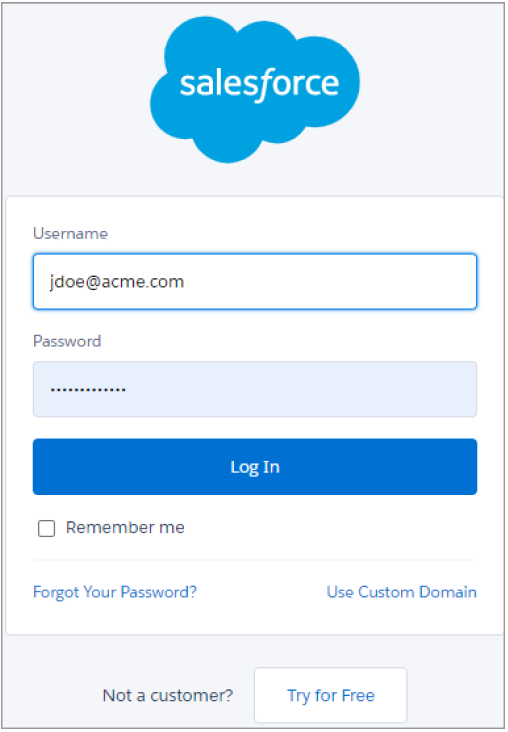 salesforce
Username
jdoe@acme.com
Password
•••••••••••••
Log In
Remember me
Forgot Your Password? Use Custom Domain
Not a customer? Try for Free